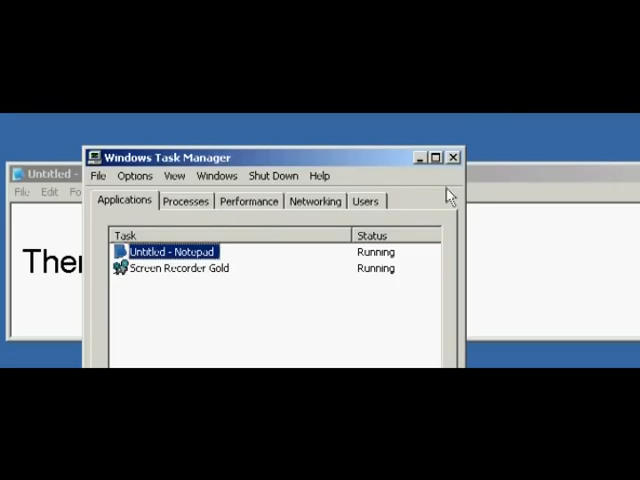 Windows Task Manager
Untitled -
File Options View Windows Shut Down Help
File Edit Fo
Applications Processes Performance Networking Users
Task Status
Untitled - Notepad Running
Ther
Screen Recorder Gold Running